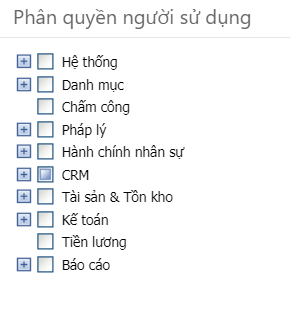 Phân quyền người sử dụng
Hệ thống
Danh mục
Chấm công
Pháp lý
Hành chính nhân sự
CRM
Tài sản & Tồn kho
Kế toán
Tiền lương
Báo cáo